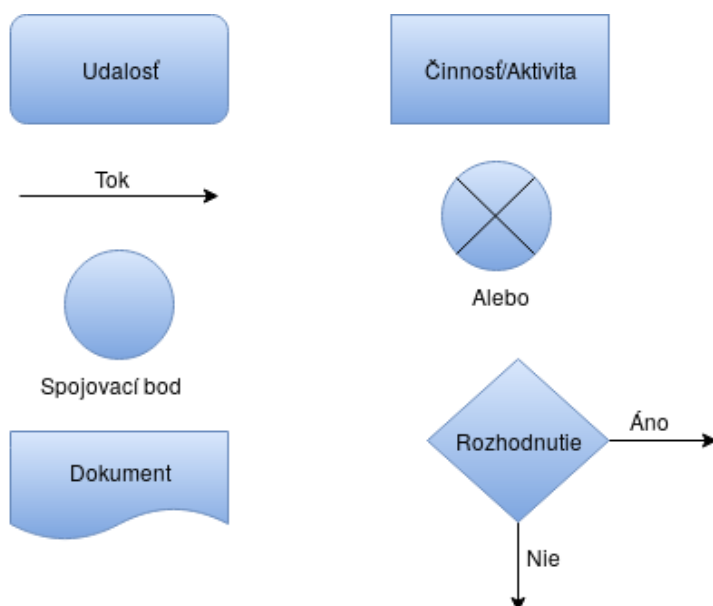 Udalosť
Činnosť/Aktivita
Tok
Alebo
Spojovací bod
Dokument
Rozhodnutie
Áno
Nie